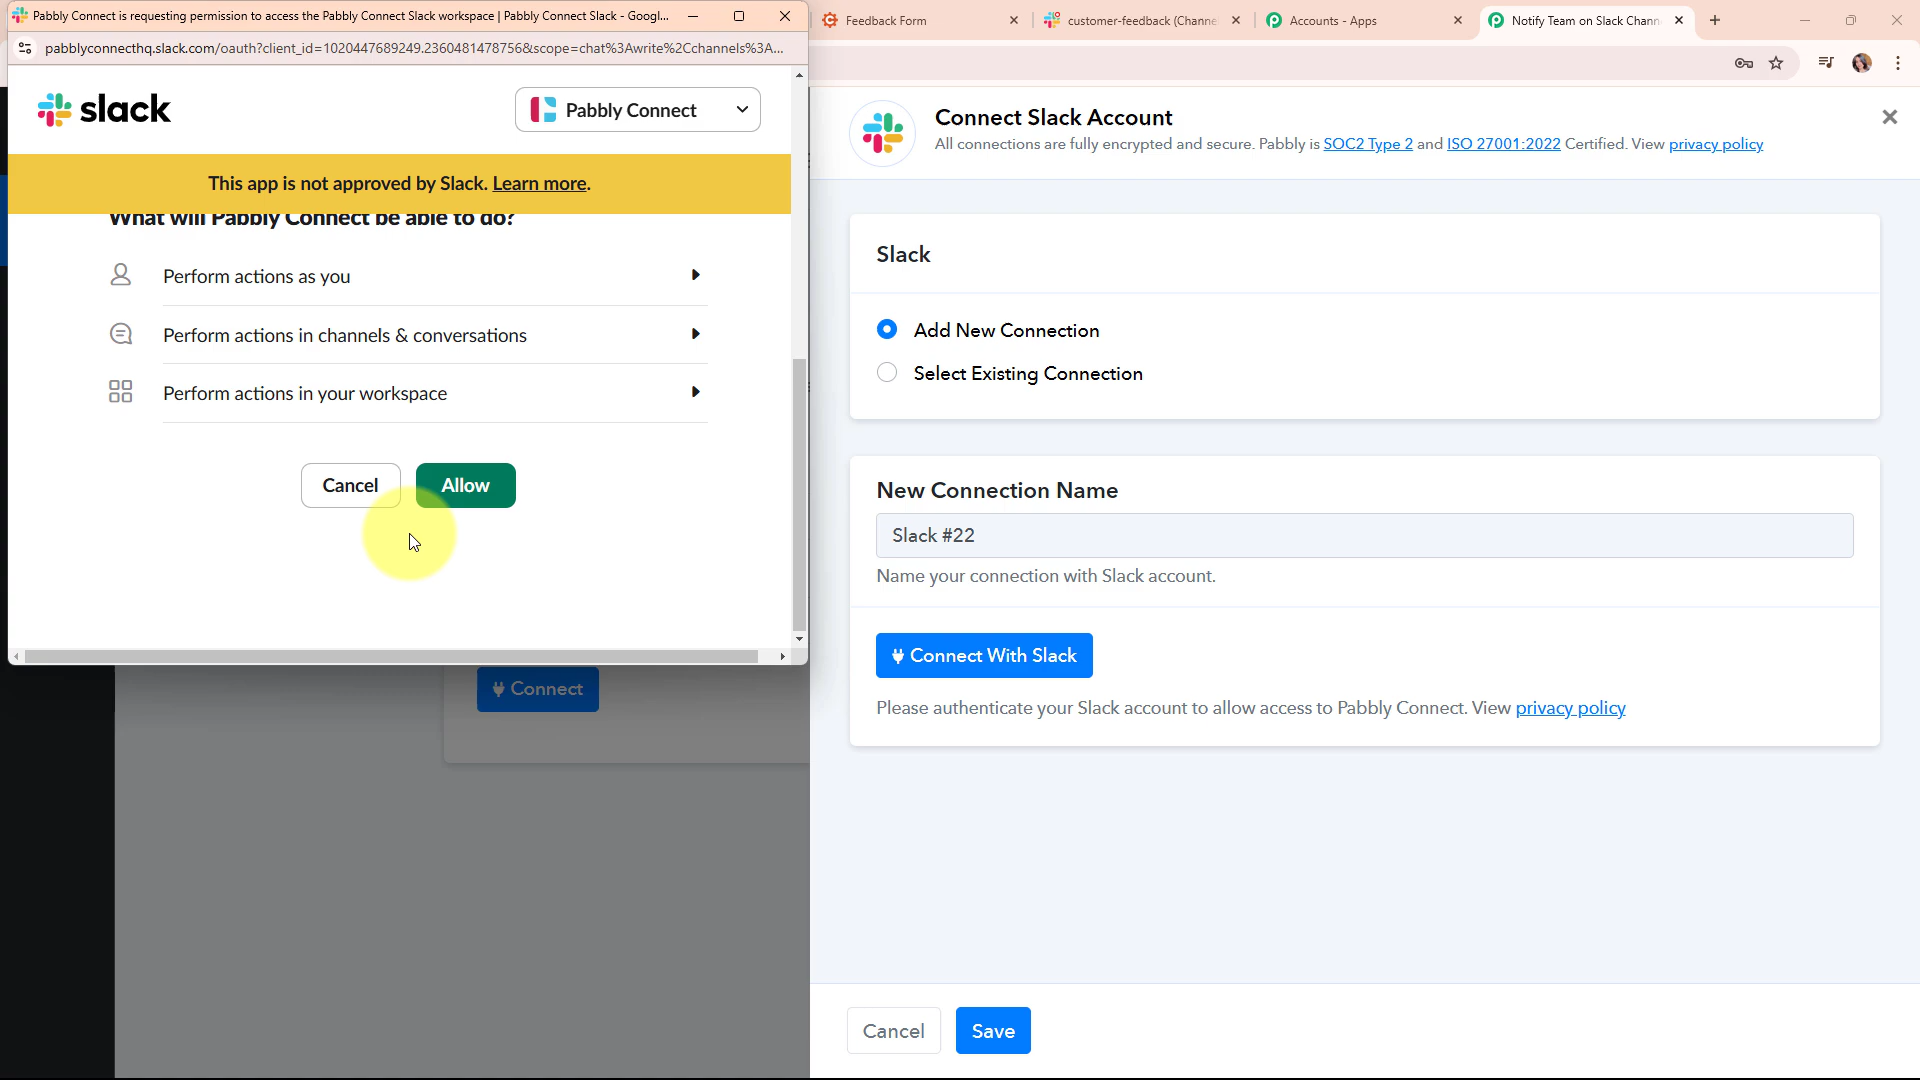 Pabbly Connect is requesting permission to access the Pabbly Connect Slack workspace | Pabbly Connect Slack - Googl...
pabblyconnecthq.slack.com/oauth?client_id=1020447689249.2360481478756&scope=chat%3Awrite%2Cchannels%3A...
slack
Pabbly Connect
This app is not approved by Slack. Learn more.
What will Pabbly Connect be able to do?
Perform actions as you
Perform actions in channels & conversations
Perform actions in your workspace
Cancel
Allow
Connect
Feedback Form
customer-feedback (Channe
Accounts - Apps
Notify Team on Slack Chann
Connect Slack Account
All connections are fully encrypted and secure. Pabbly is SOC2 Type 2 and ISO 27001:2022 Certified. View privacy policy
Slack
Add New Connection
Select Existing Connection
New Connection Name
Slack #22
Name your connection with Slack account.
Connect With Slack
Please authenticate your Slack account to allow access to Pabbly Connect. View privacy policy
Cancel
Save